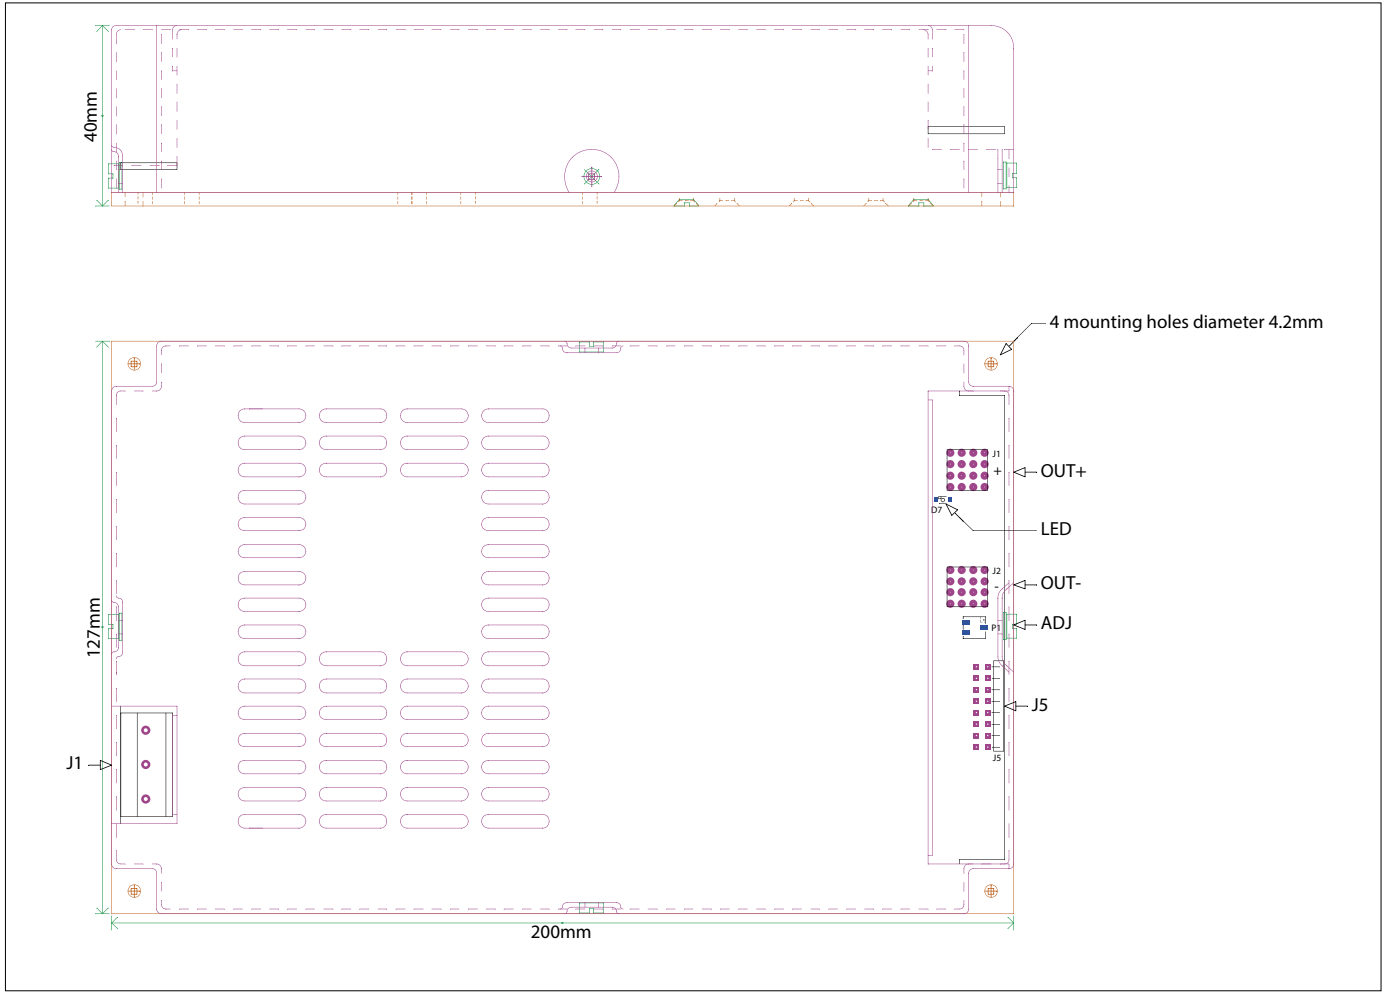 40mm
4 mounting holes diameter 4.2mm
J1
+
OUT+
D7
LED
J2
-
OUT-
P1
ADJ
127mm
J5
J5
J1
200mm